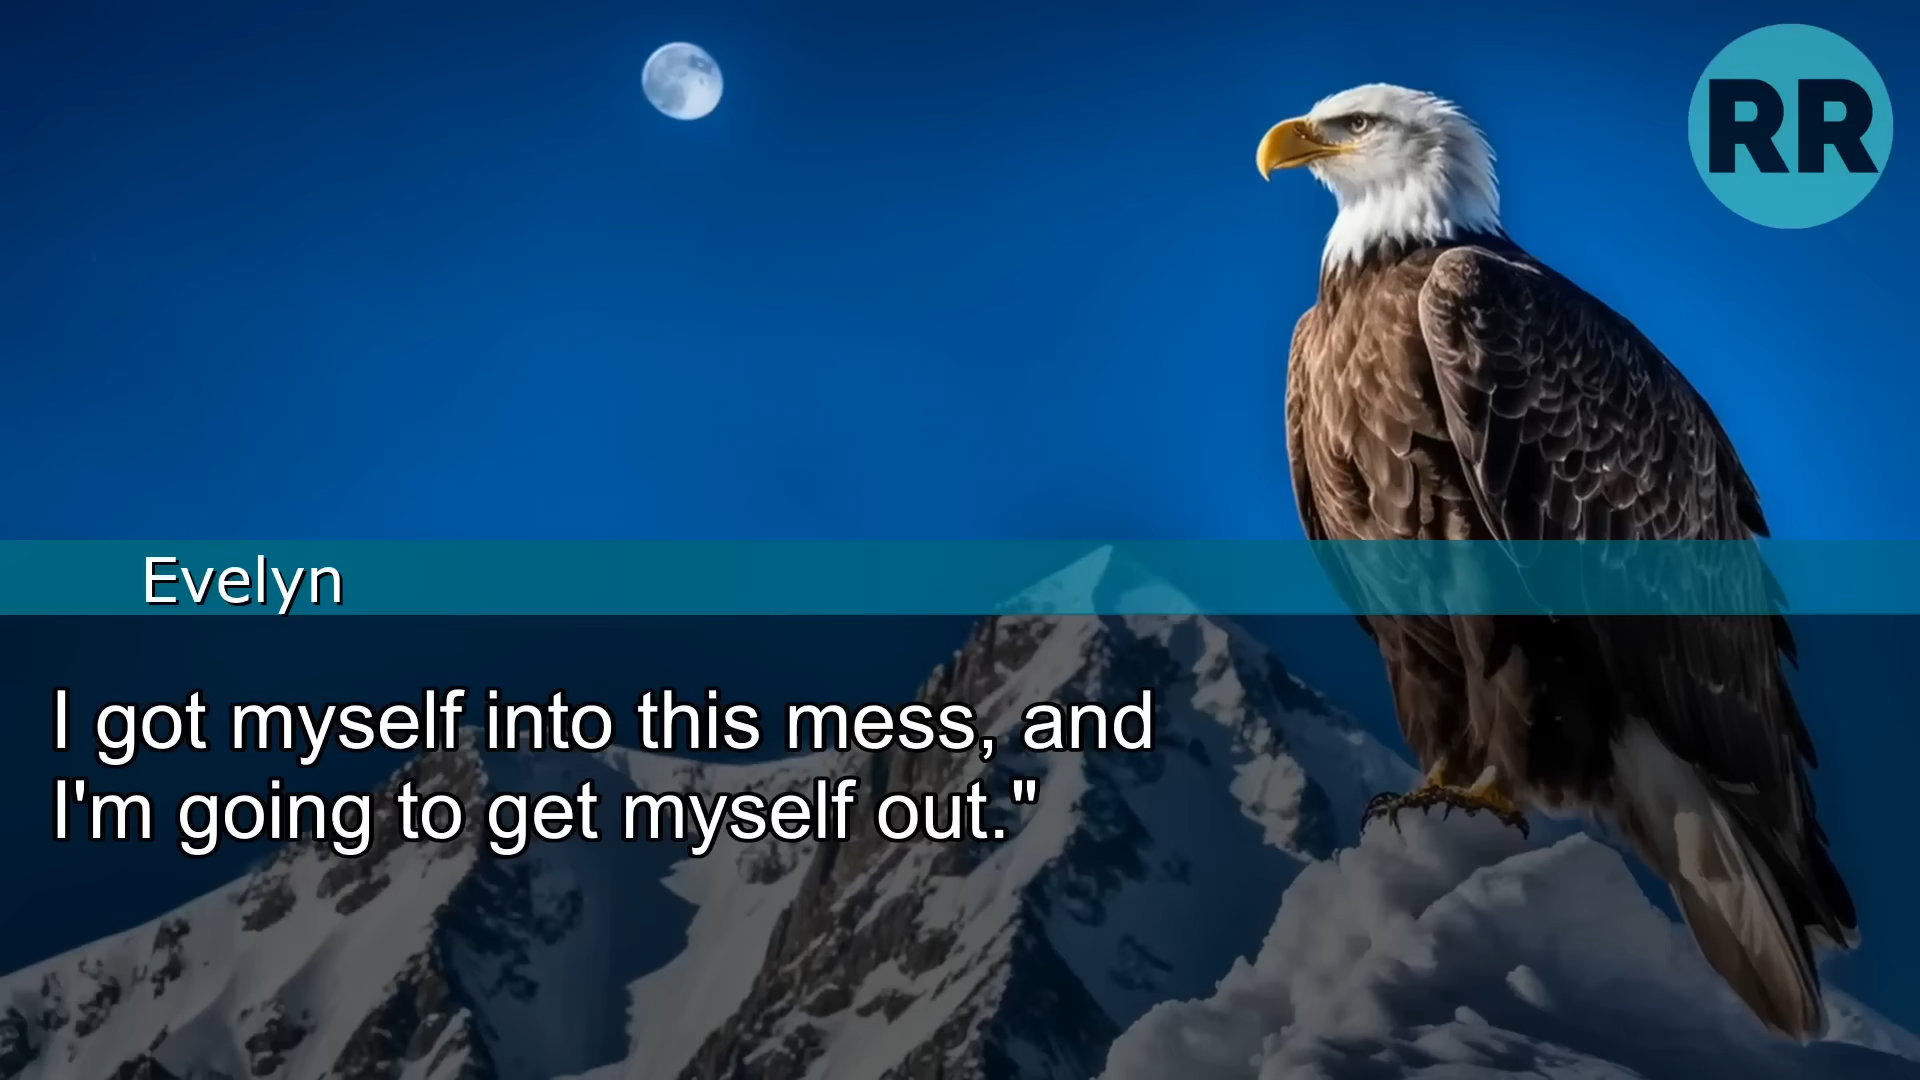 RR
Evelyn
I got myself into this mess, and
I'm going to get myself out."